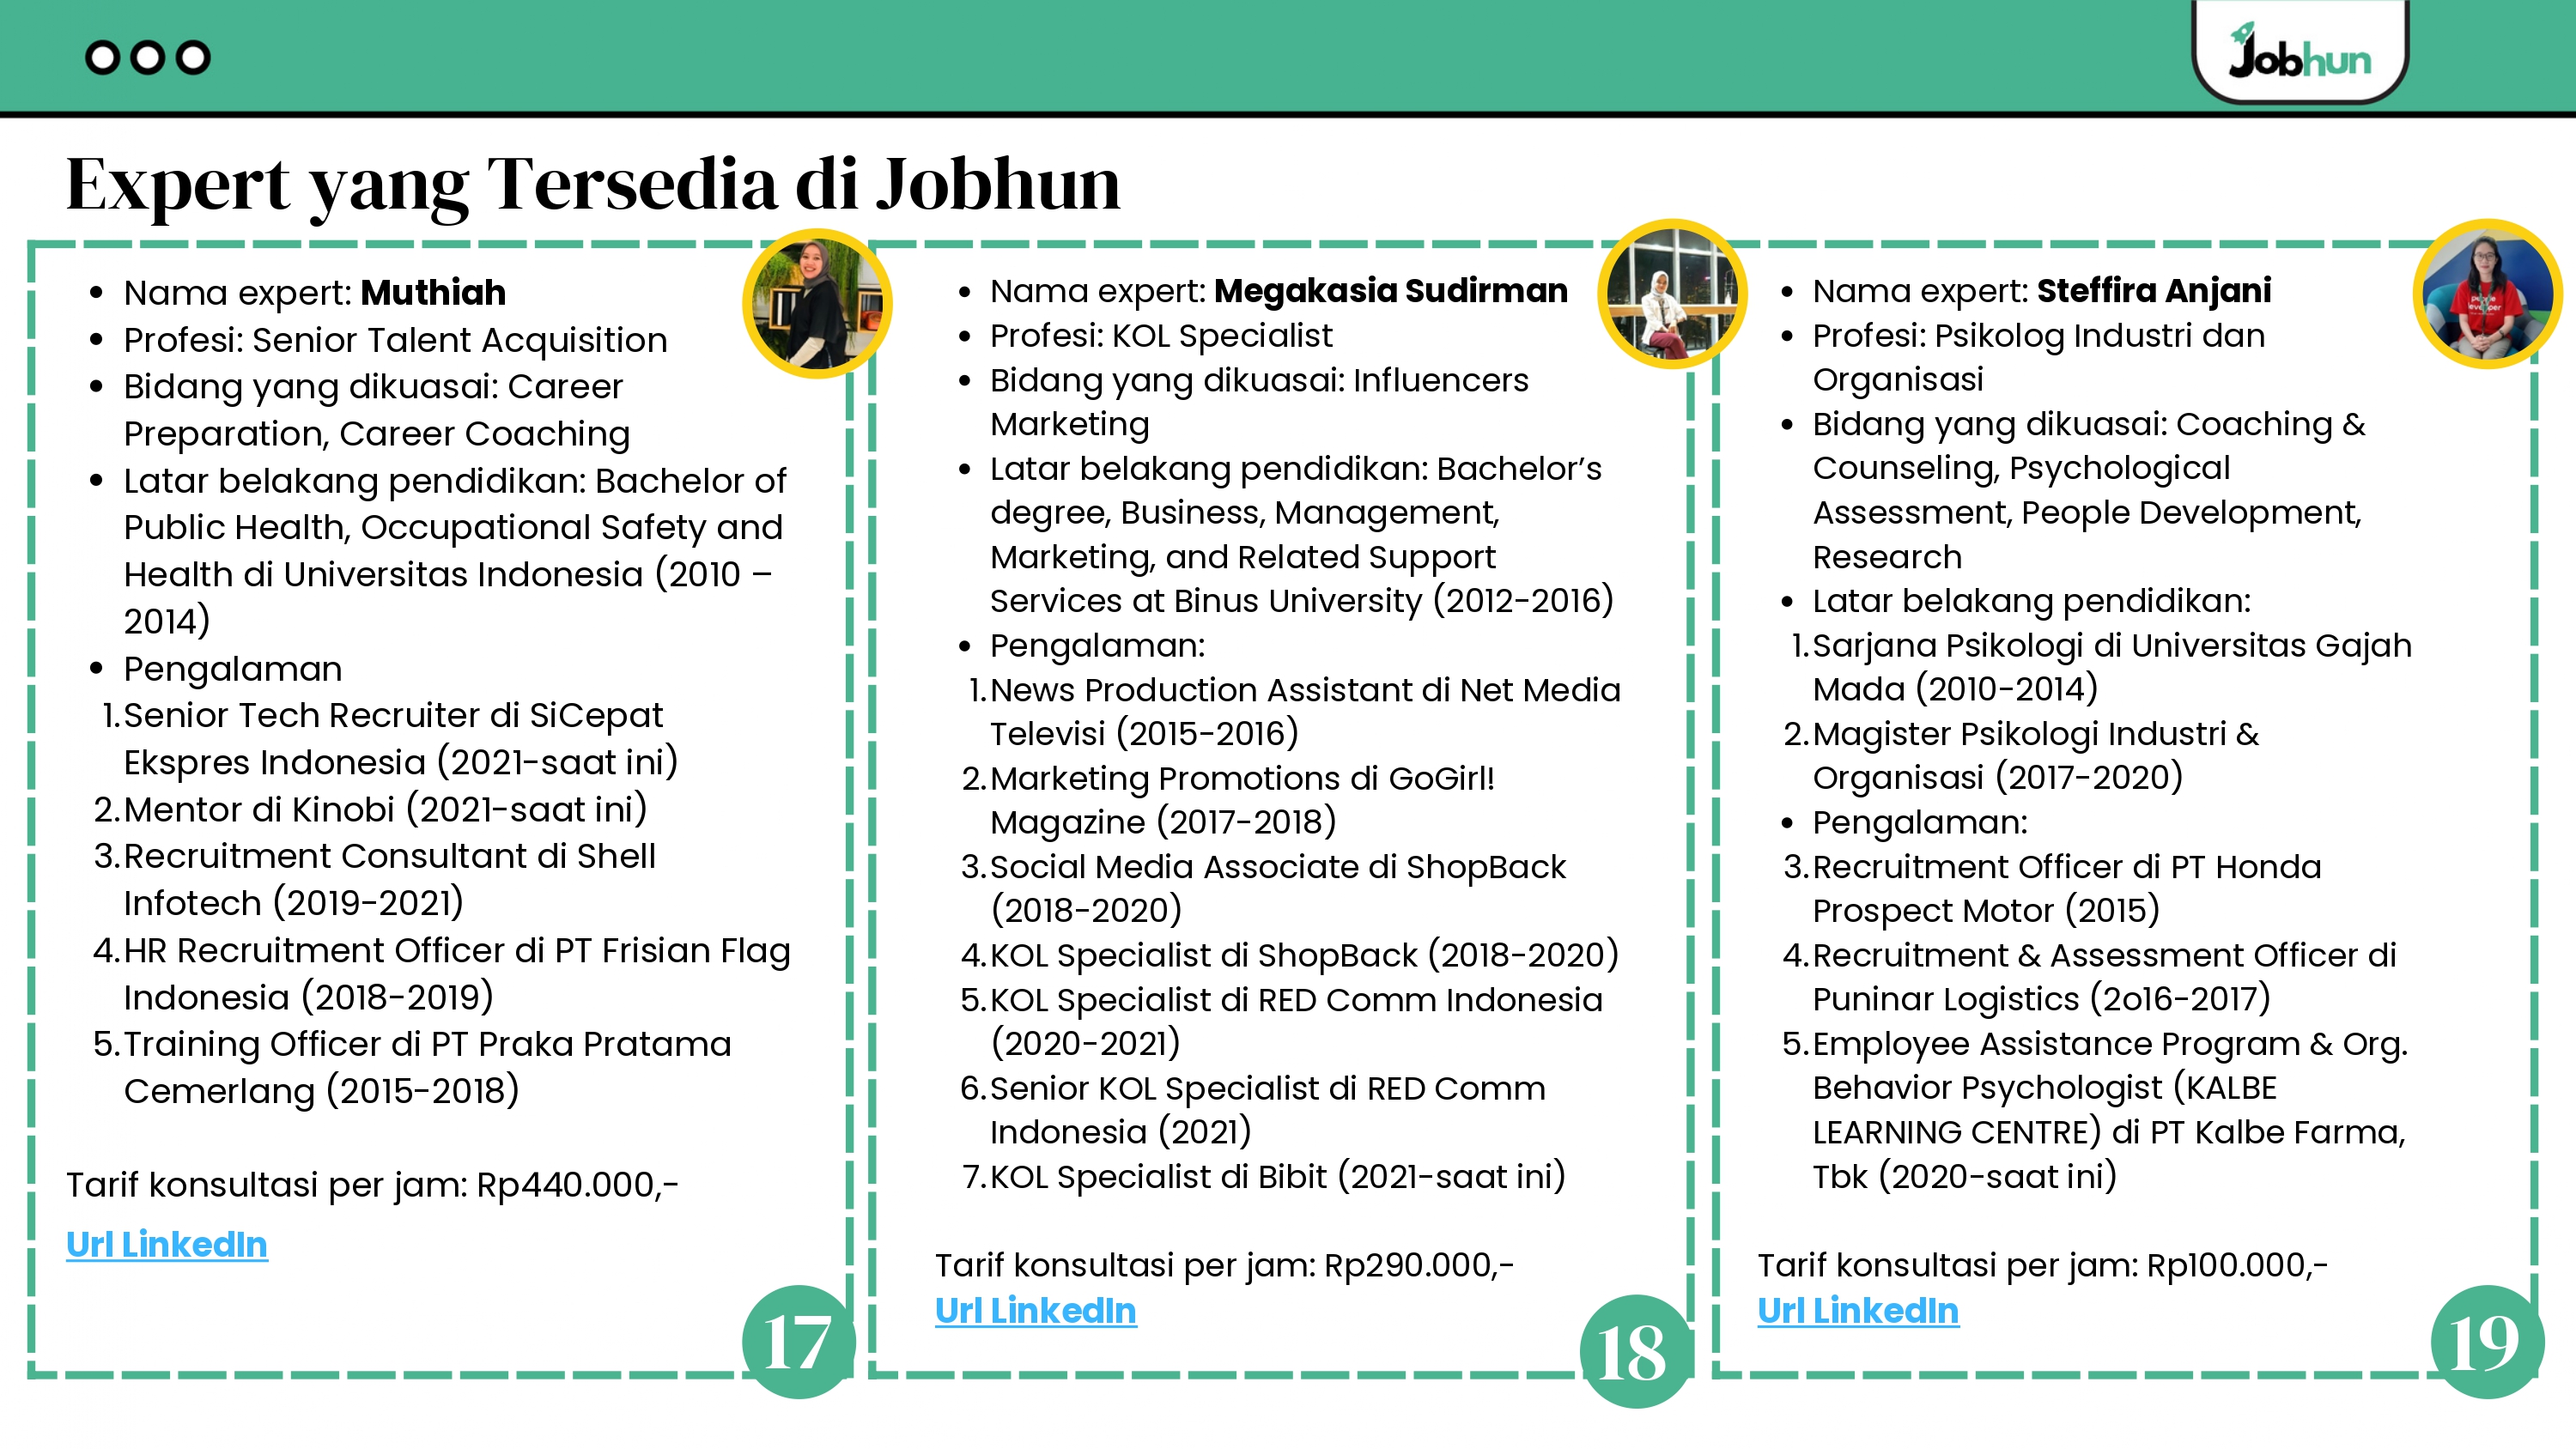 Jobhun
Expert yang Tersedia di Jobhun
• Nama expert: Muthiah
• Profesi: Senior Talent Acquisition
• Bidang yang dikuasai: Career
Preparation, Career Coaching
• Latar belakang pendidikan: Bachelor of
Public Health, Occupational Safety and
Health di Universitas Indonesia (2010 –
2014)
• Pengalaman
1. Senior Tech Recruiter di SiCepat
Ekspres Indonesia (2021-saat ini)
2. Mentor di Kinobi (2021-saat ini)
3. Recruitment Consultant di Shell
Infotech (2019-2021)
4. HR Recruitment Officer di PT Frisian Flag
Indonesia (2018-2019)
5. Training Officer di PT Praka Pratama
Cemerlang (2015-2018)
Tarif konsultasi per jam: Rp440.000,-
Url LinkedIn
17
• Nama expert: Megakasia Sudirman
• Profesi: KOL Specialist
• Bidang yang dikuasai: Influencers
Marketing
• Latar belakang pendidikan: Bachelor’s
degree, Business, Management,
Marketing, and Related Support
Services at Binus University (2012-2016)
• Pengalaman:
1. News Production Assistant di Net Media
Televisi (2015-2016)
2. Marketing Promotions di GoGirl!
Magazine (2017-2018)
3. Social Media Associate di ShopBack
(2018-2020)
4. KOL Specialist di ShopBack (2018-2020)
5. KOL Specialist di RED Comm Indonesia
(2020-2021)
6. Senior KOL Specialist di RED Comm
Indonesia (2021)
7. KOL Specialist di Bibit (2021-saat ini)
Tarif konsultasi per jam: Rp290.000,-
Url LinkedIn
18
• Nama expert: Steffira Anjani
• Profesi: Psikolog Industri dan
Organisasi
• Bidang yang dikuasai: Coaching &
Counseling, Psychological
Assessment, People Development,
Research
• Latar belakang pendidikan:
1. Sarjana Psikologi di Universitas Gajah
Mada (2010-2014)
2. Magister Psikologi Industri &
Organisasi (2017-2020)
• Pengalaman:
3. Recruitment Officer di PT Honda
Prospect Motor (2015)
4. Recruitment & Assessment Officer di
Puninar Logistics (2o16-2017)
5. Employee Assistance Program & Org.
Behavior Psychologist (KALBE
LEARNING CENTRE) di PT Kalbe Farma,
Tbk (2020-saat ini)
Tarif konsultasi per jam: Rp100.000,-
Url LinkedIn
19